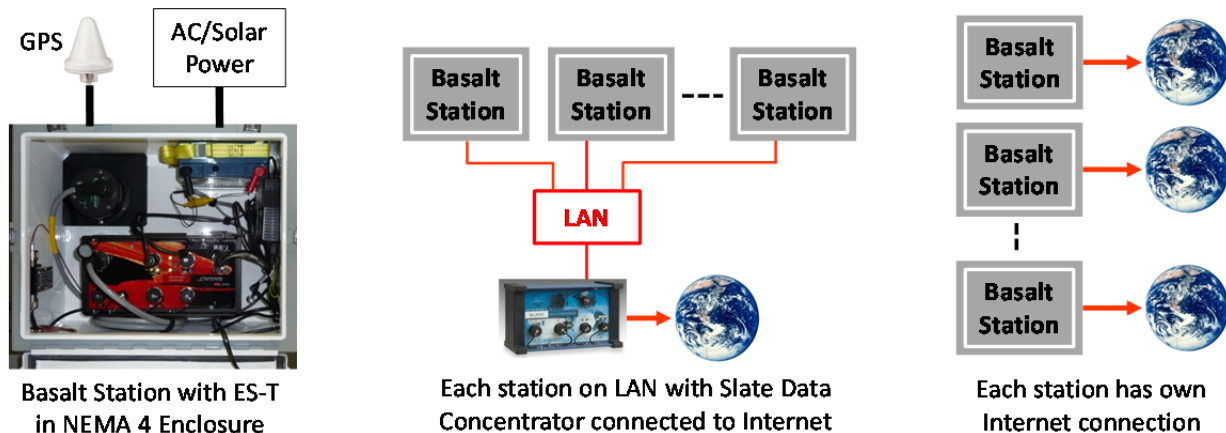 GPS
AC/Solar
Power
BASALT
Basalt Station with ES-T
in NEMA 4 Enclosure
Basalt
Station
Basalt
Station
Basalt
Station
LAN
SLATE
Each station on LAN with Slate Data
Concentrator connected to Internet
Basalt
Station
Basalt
Station
Basalt
Station
Each station has own
Internet connection